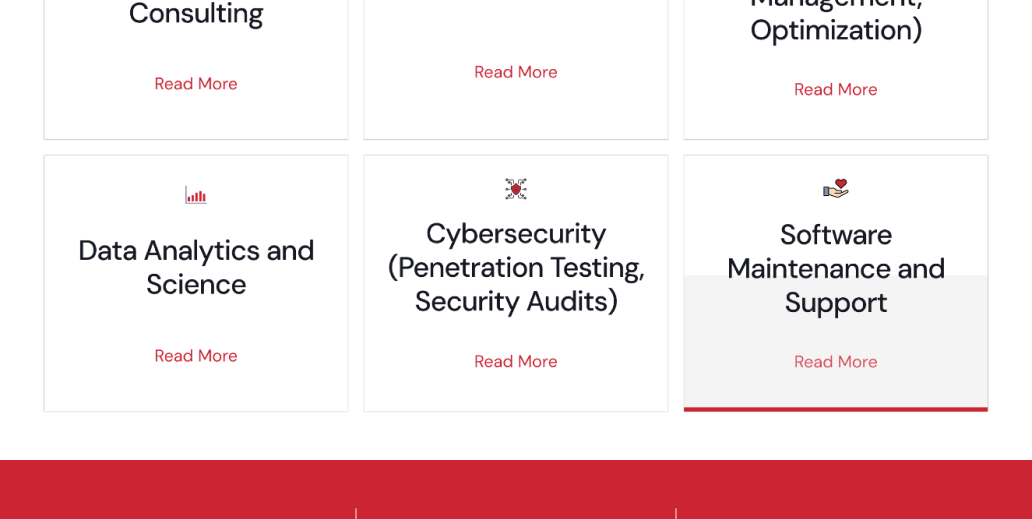 Consulting
Read More
Read More
Management,
Optimization)
Read More
Data Analytics and
Science
Read More
Cybersecurity
(Penetration Testing,
Security Audits)
Read More
Software
Maintenance and
Support
Read More